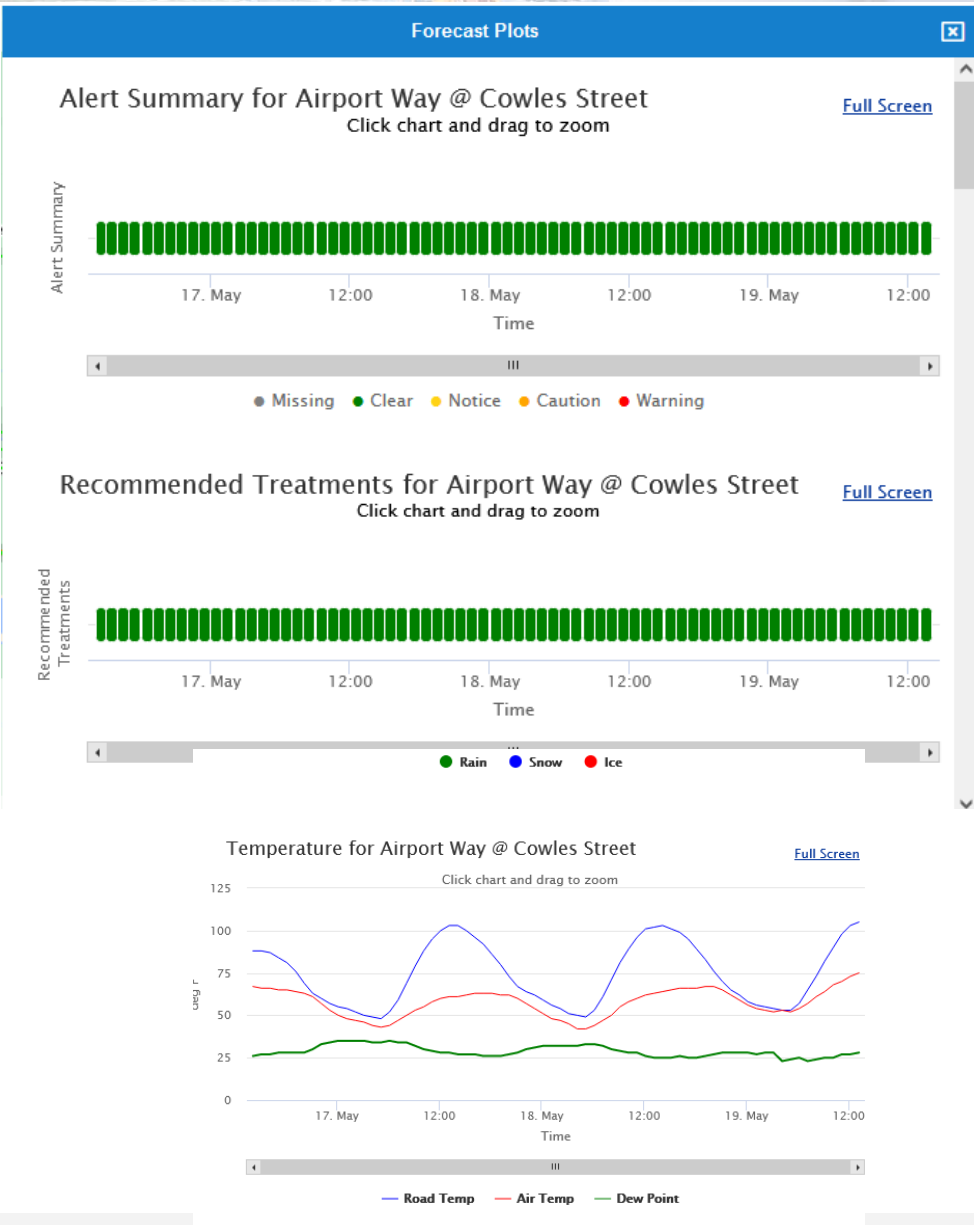 Forecast Plots
Alert Summary for Airport Way @ Cowles Street
Full Screen
Click chart and drag to zoom
Alert Summary
17. May 12:00 18. May 12:00 19. May 12:00
Time
Missing Clear Notice Caution Warning
Recommended Treatments for Airport Way @ Cowles Street
Full Screen
Click chart and drag to zoom
Recommended
Treatments
17. May 12:00 18. May 12:00 19. May 12:00
Time
Rain Snow Ice
Temperature for Airport Way @ Cowles Street
Full Screen
Click chart and drag to zoom
125
100
75
50
25
0
17. May 12:00 18. May 12:00 19. May 12:00
Time
Road Temp Air Temp Dew Point